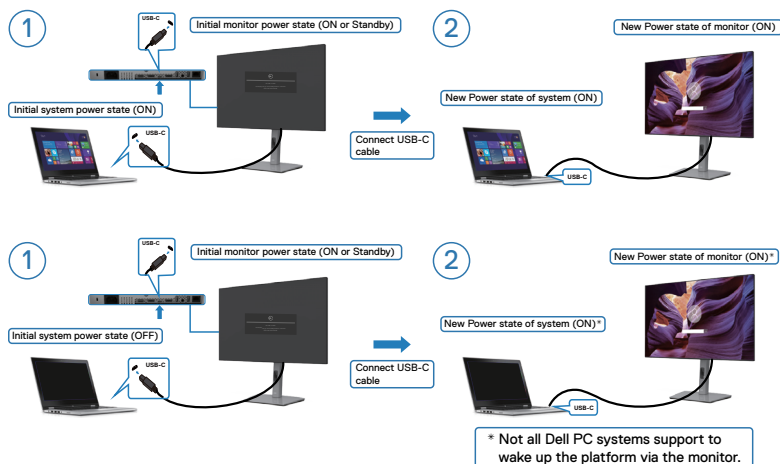 1
USB-C
Initial monitor power state (ON or Standby)
2
New Power state of monitor (ON)
Initial system power state (ON)
USB-C
New Power state of system (ON)
Connect USB-C
cable
USB-C
1
USB-C
Initial monitor power state (ON or Standby)
2
New Power state of monitor (ON)*
Initial system power state (OFF)
USB-C
New Power state of system (ON)*
Connect USB-C
cable
USB-C
* Not all Dell PC systems support to
wake up the platform via the monitor.